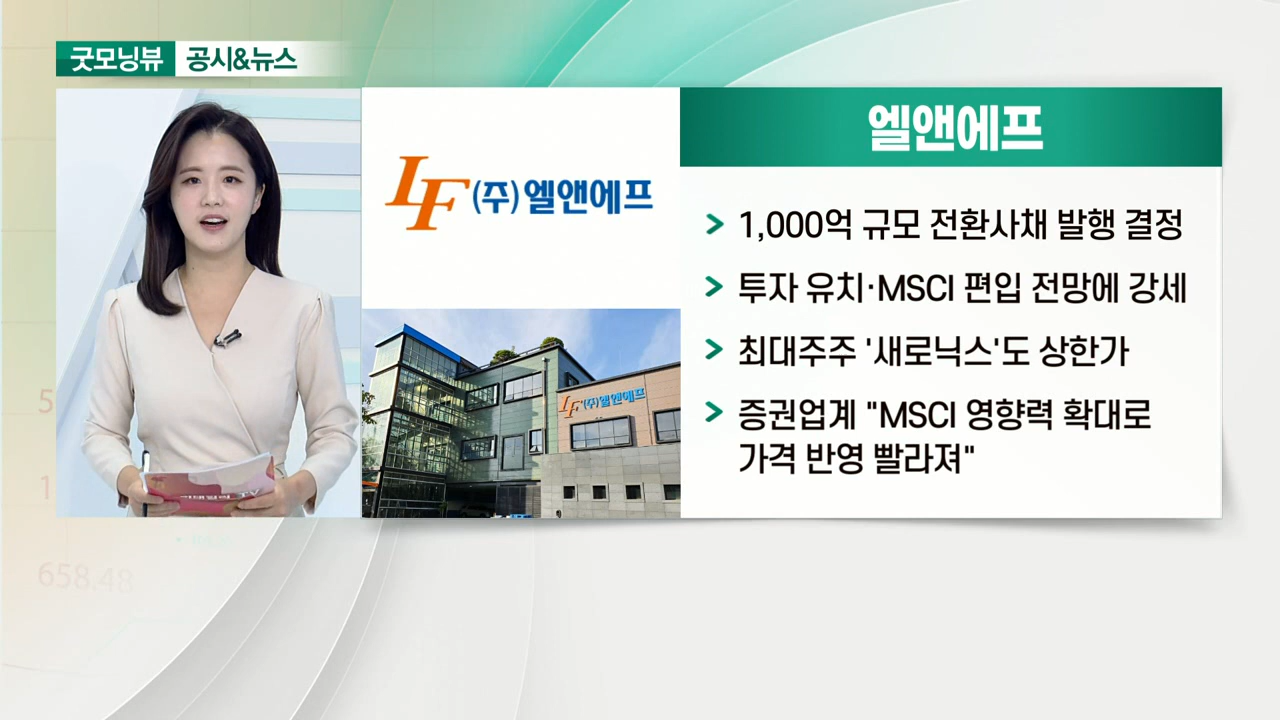 굿모닝뷰 공시&뉴스
LF (주)엘앤에프
LF (주)엘앤에프
엘앤에프
> 1,000억 규모 전환사채 발행 결정
> 투자 유치·MSCI 편입 전망에 강세
> 최대주주 '새로닉스'도 상한가
> 증권업계 "MSCI 영향력 확대로
가격 반영 빨라져"
658.48